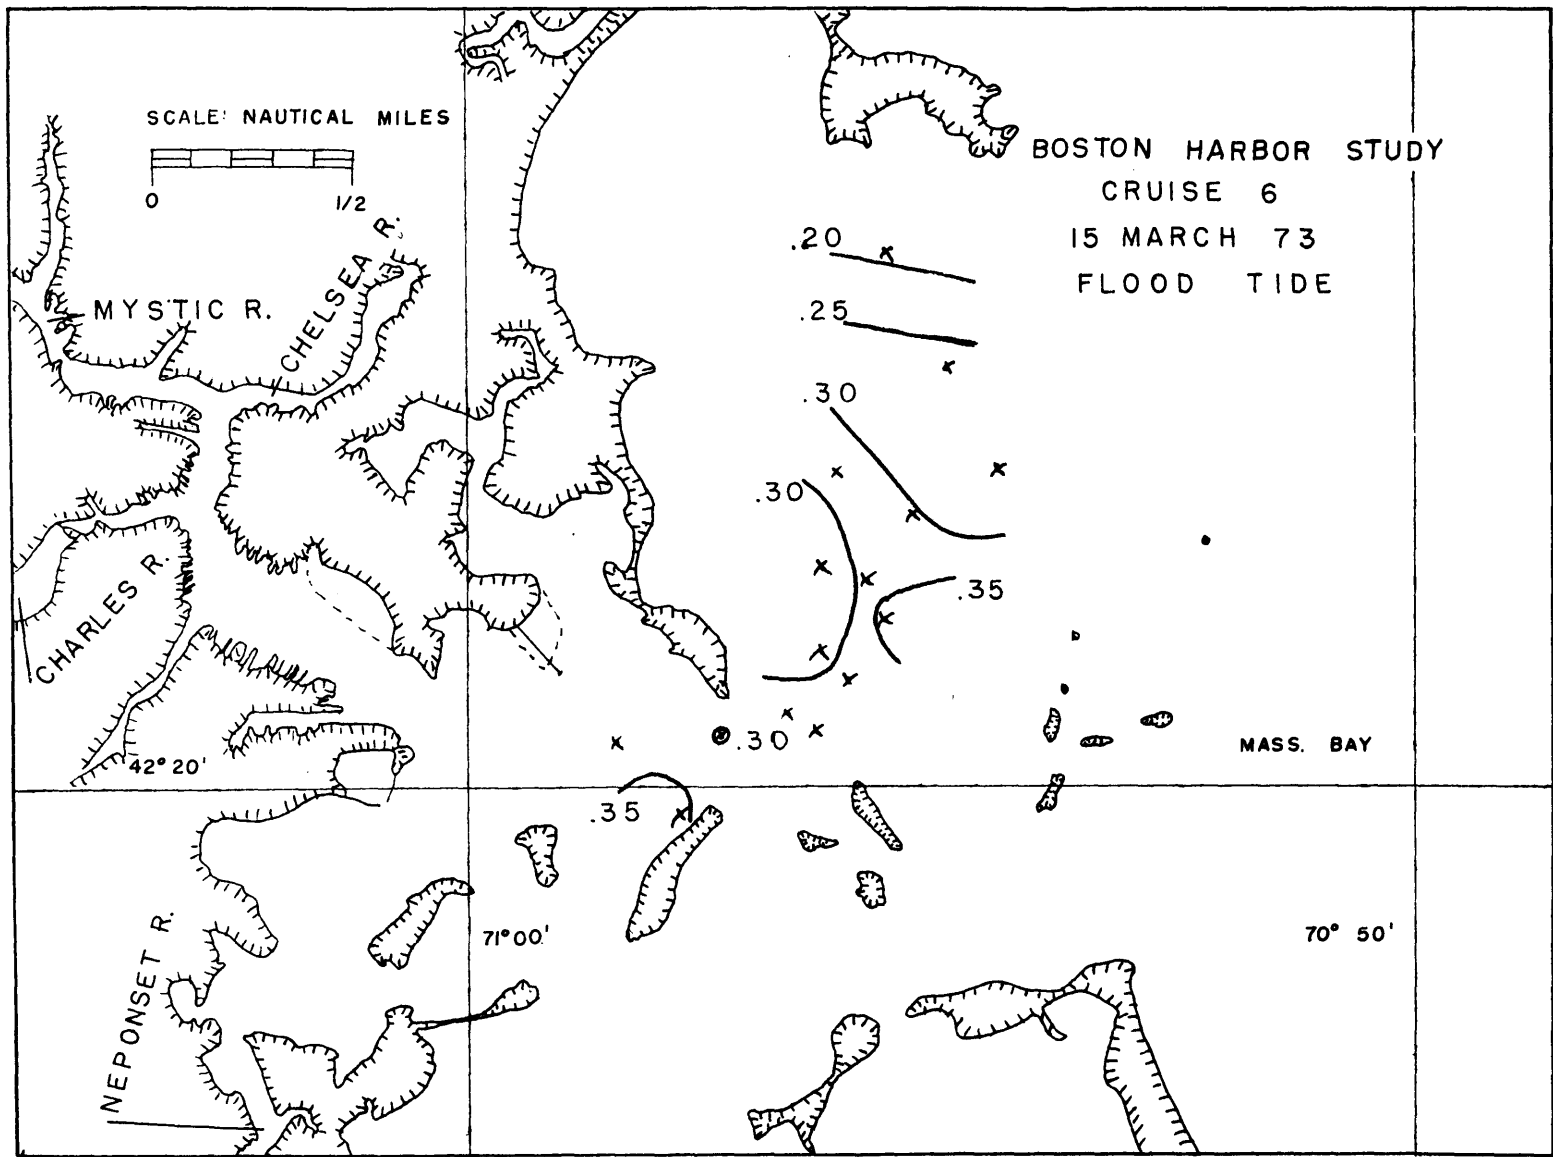 SCALE: NAUTICAL MILES
0 1/2
BOSTON HARBOR STUDY
CRUISE 6
15 MARCH 73
FLOOD TIDE
MYSTIC R.
CHELSEA R.
CHARLES R.
NEPONSET R.
.20
.25
.30
.30
.35
.30
.35
42° 20'
71° 00'
70° 50'
MASS. BAY